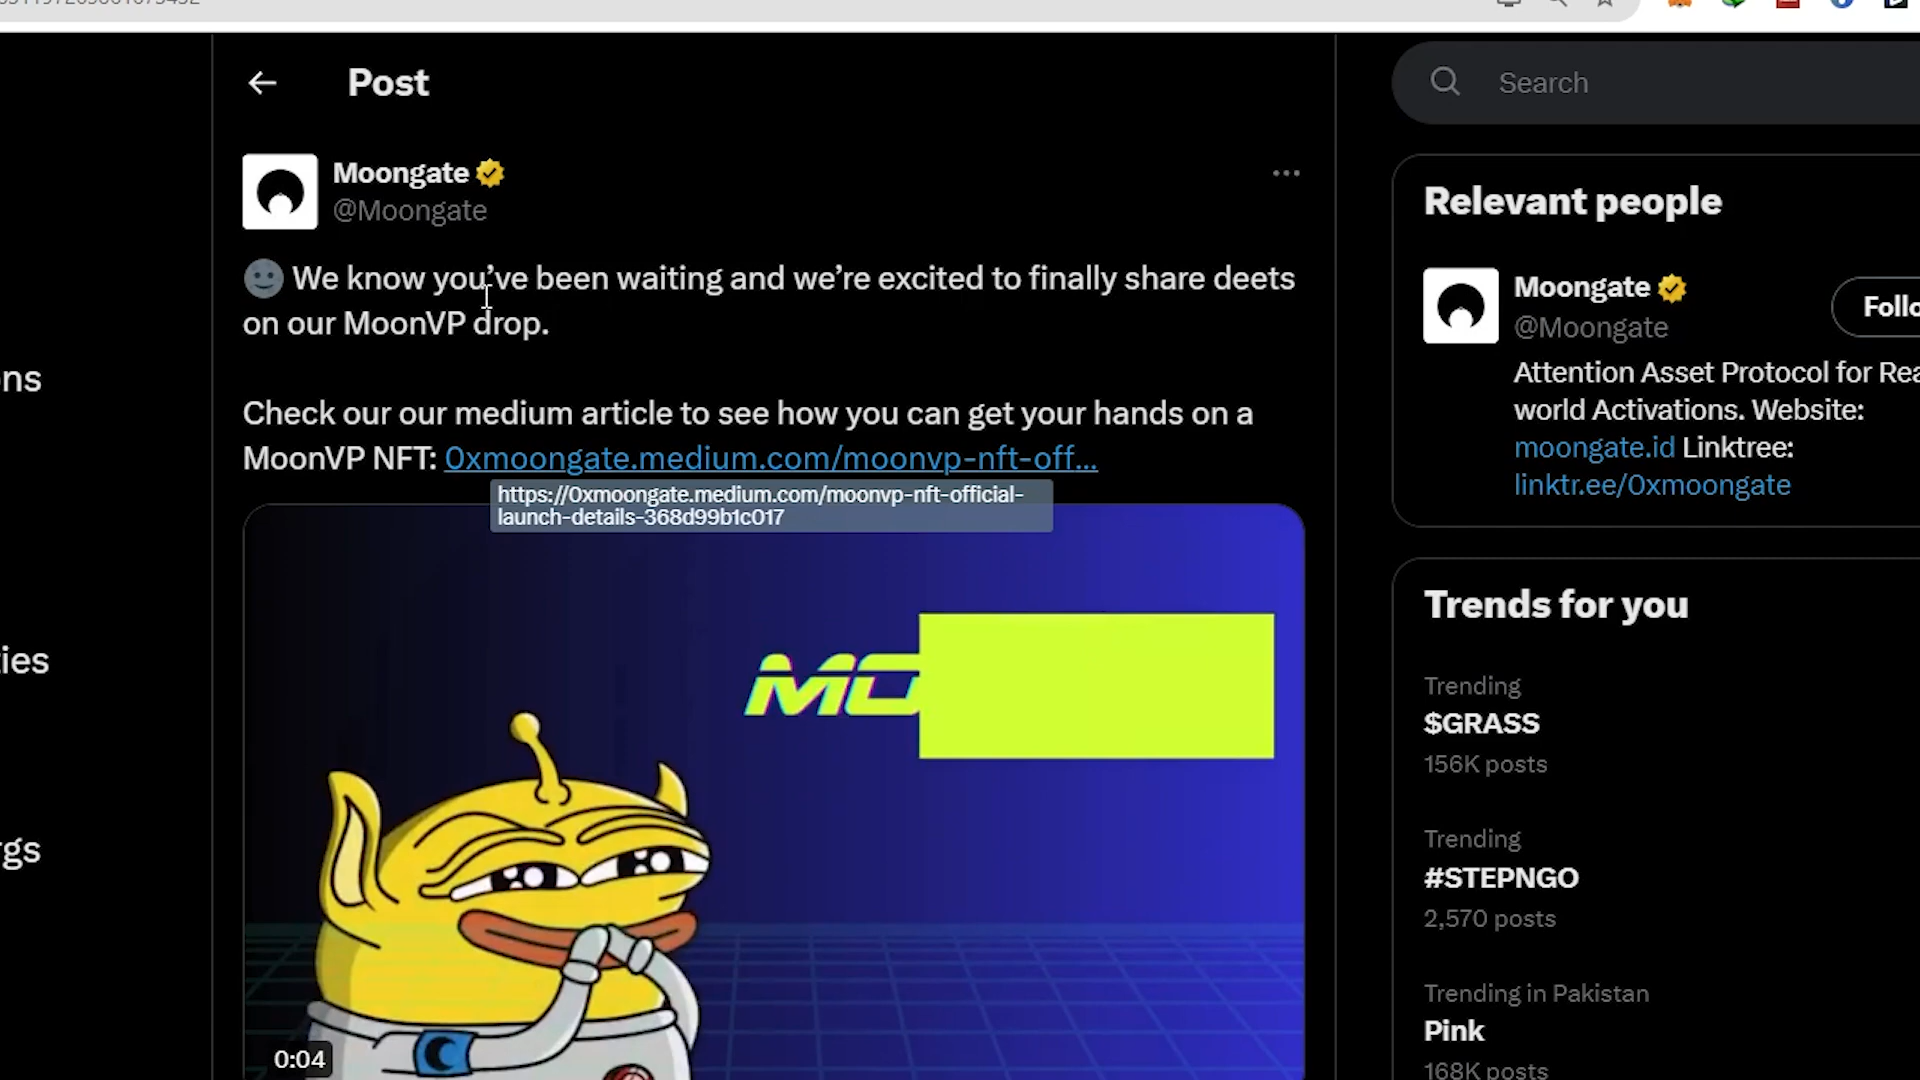 Post
Search
Moongate
@Moongate
We know you've been waiting and we're excited to finally share deets
on our MoonVP drop.
Check our our medium article to see how you can get your hands on a
MoonVP NFT: 0xmoongate.medium.com/moonvp-nft-off...
https://0xmoongate.medium.com/moonvp-nft-official-
launch-details-368d99b1c017
MO
0:04
ns
ies
gs
Relevant people
Moongate
@Moongate
Follo
Attention Asset Protocol for Rea
world Activations. Website:
moongate.id Linktree:
linktr.ee/0xmoongate
Trends for you
Trending
$GRASS
156K posts
Trending
#STEPNGO
2,570 posts
Trending in Pakistan
Pink
168K posts